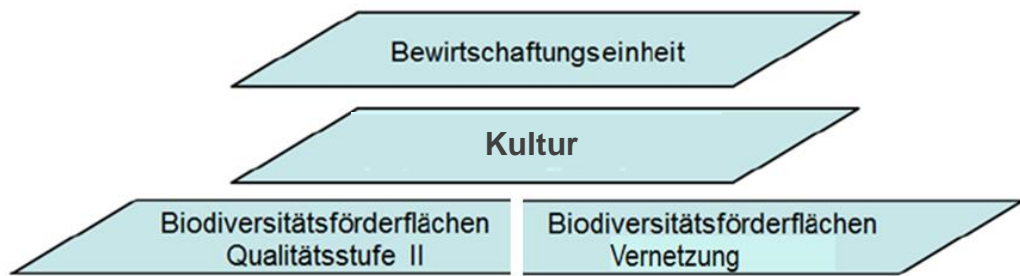 Bewirtschaftungseinheit
Kultur
Biodiversitätsförderflächen
Qualitätsstufe II
Biodiversitätsförderflächen
Vernetzung